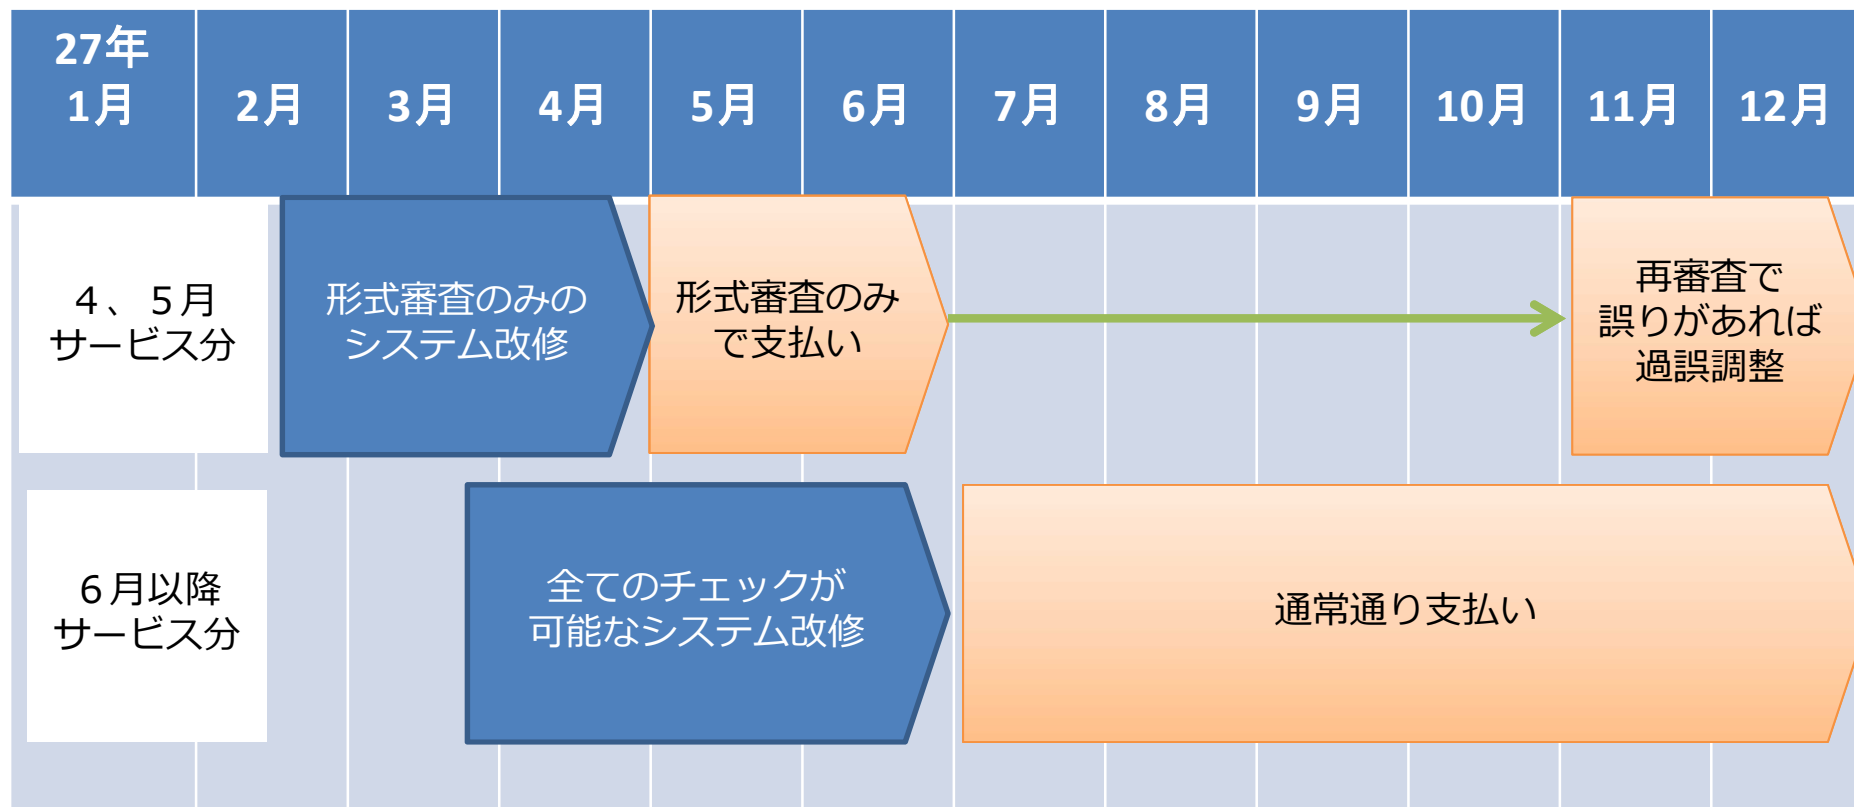 27年
1月
2月
3月
4月
5月
6月
7月
8月
9月
10月
11月
12月
４、５月
サービス分
形式審査のみの
システム改修
形式審査のみ
で支払い
再審査で
誤りがあれば
過誤調整
６月以降
サービス分
全てのチェックが
可能なシステム改修
通常通り支払い